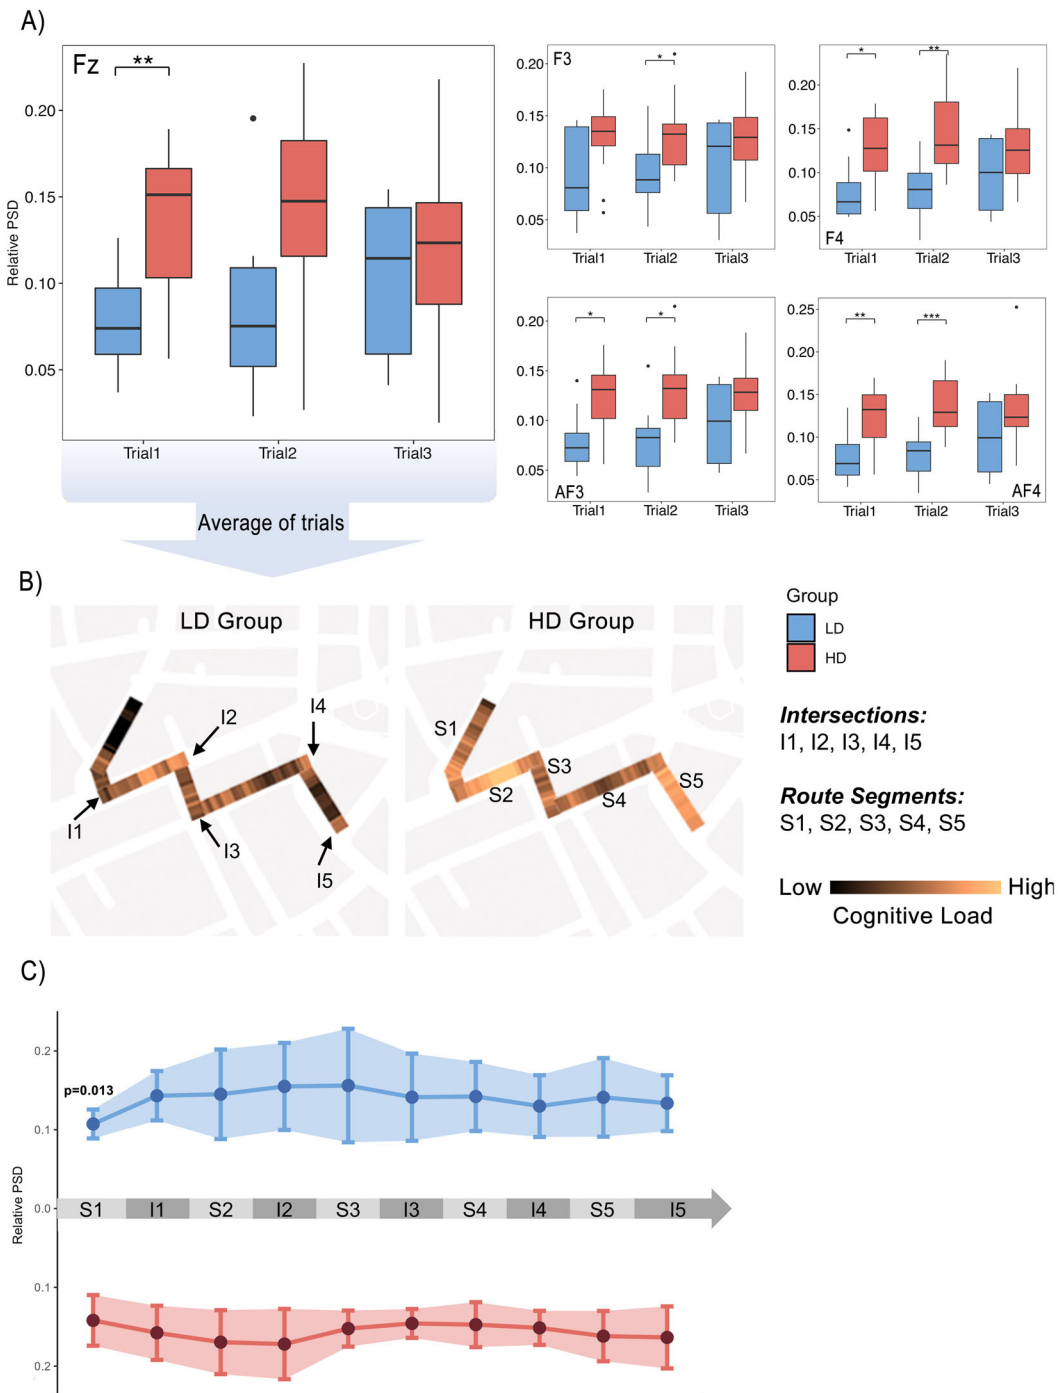 A)
Fz
**
Relative PSD
0.20
0.15
0.10
0.05
Trial1 Trial2 Trial3
F3
*
0.20
0.15
0.10
0.05
Trial1 Trial2 Trial3
F4
* **
0.20
0.15
0.10
0.05
Trial1 Trial2 Trial3
AF3
* *
0.20
0.15
0.10
0.05
Trial1 Trial2 Trial3
AF4
** ***
0.25
0.20
0.15
0.10
0.05
Trial1 Trial2 Trial3
Average of trials
B)
LD Group
I1
I2
I3
I4
I5
HD Group
S1
S2
S3
S4
S5
Group
LD
HD
Intersections:
I1, I2, I3, I4, I5
Route Segments:
S1, S2, S3, S4, S5
Low High
Cognitive Load
C)
Relative PSD
0.2
p=0.013
0.1
0.0
S1 I1 S2 I2 S3 I3 S4 I4 S5 I5
0.1
0.2